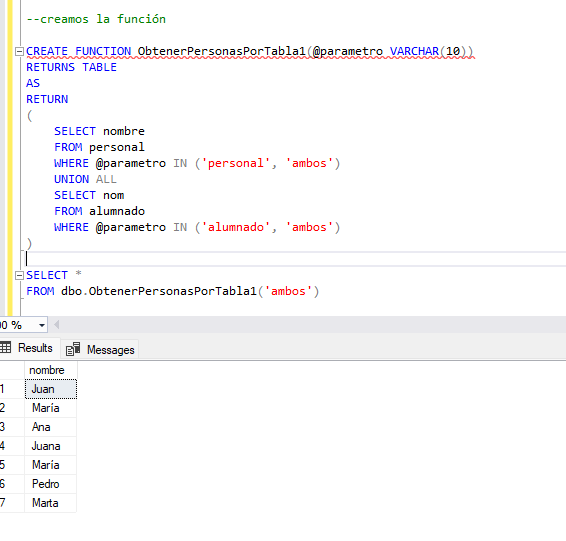 --creamos la función
CREATE FUNCTION ObtenerPersonasPorTabla1(@parametro VARCHAR(10))
RETURNS TABLE
AS
RETURN
(
SELECT nombre
FROM personal
WHERE @parametro IN ('personal', 'ambos')
UNION ALL
SELECT nom
FROM alumnado
WHERE @parametro IN ('alumnado', 'ambos')
)
SELECT *
FROM dbo.ObtenerPersonasPorTabla1('ambos')
00 %
Results Messages
nombre
1 Juan
2 María
3 Ana
4 Juana
5 María
6 Pedro
7 Marta